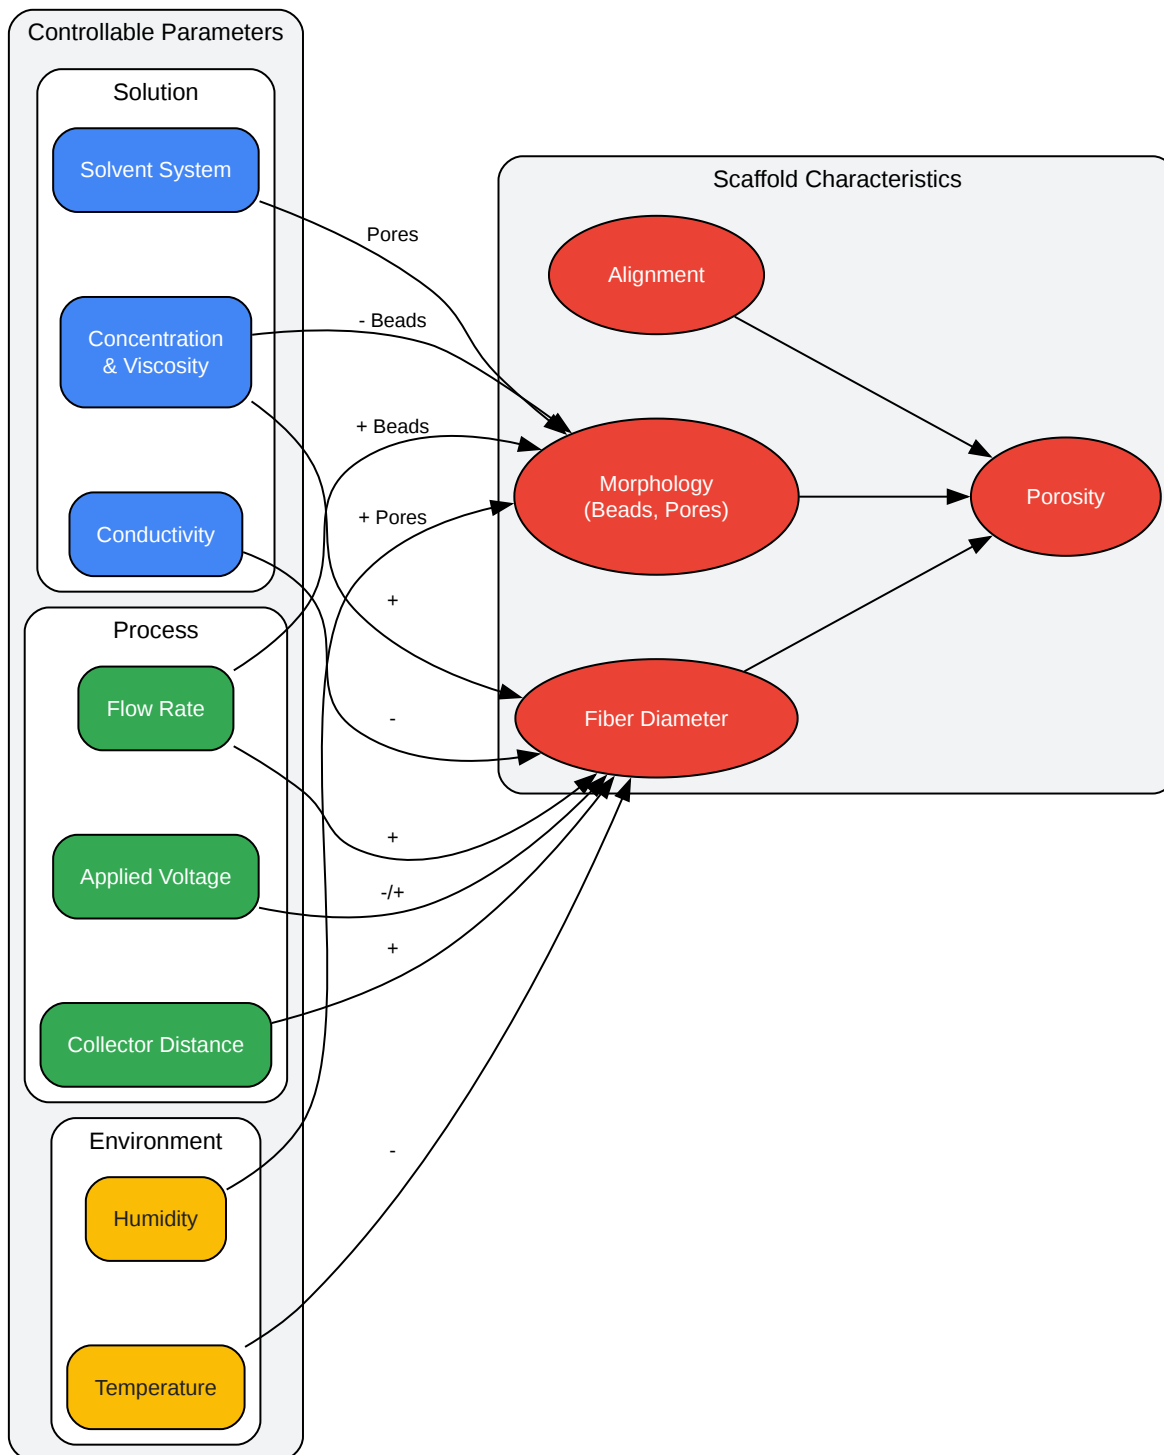 Controllable Parameters
Solution
Solvent System
Concentration
& Viscosity
Conductivity
Process
Flow Rate
Applied Voltage
Collector Distance
Environment
Humidity
Temperature
Pores
- Beads
+ Beads
+ Pores
+
-
+
-/+
+
-
Scaffold Characteristics
Alignment
Morphology
(Beads, Pores)
Fiber Diameter
Porosity